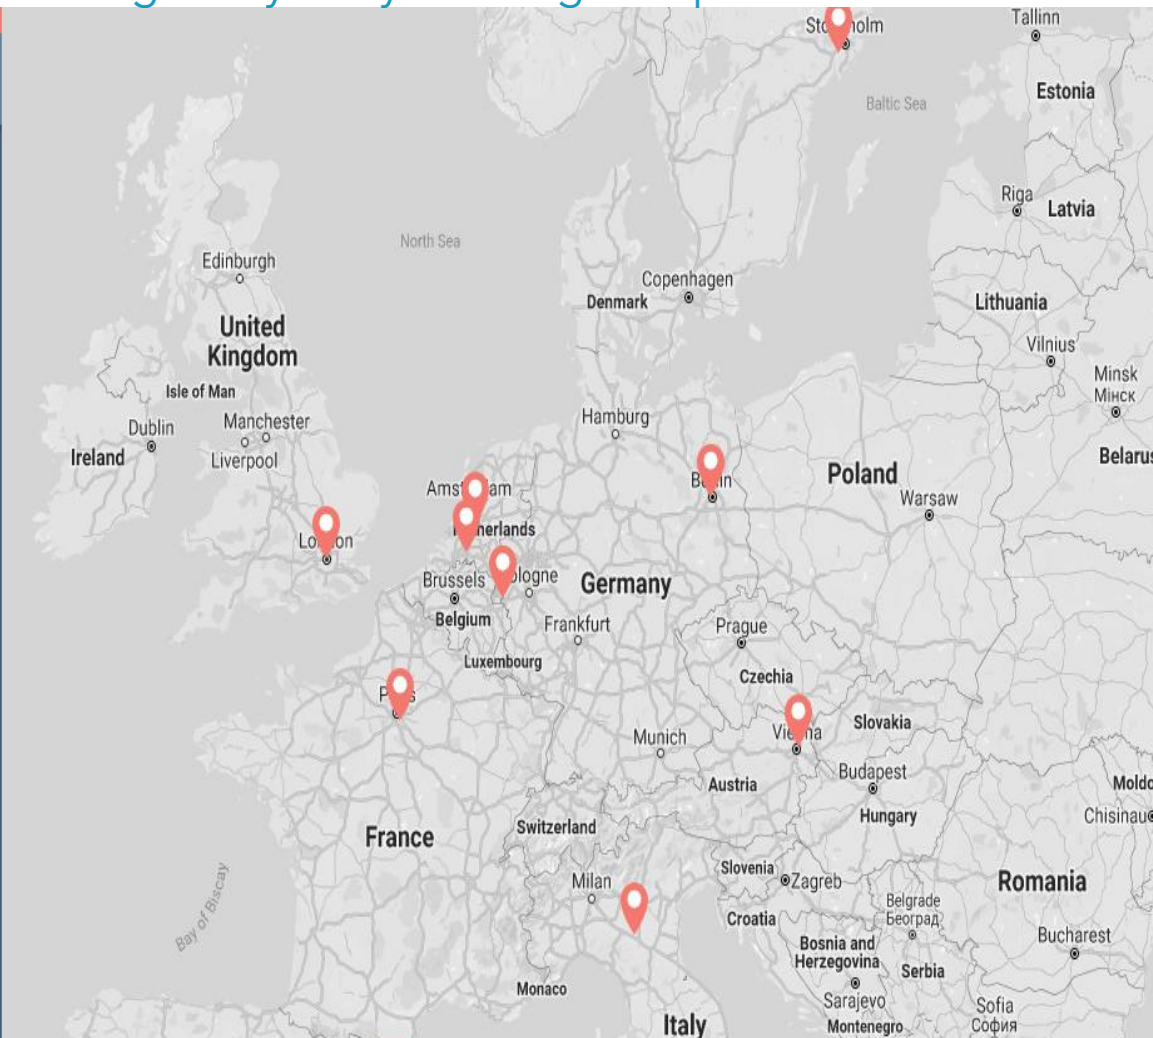 Stockholm
Tallinn
Estonia
Baltic Sea
Riga
Latvia
North Sea
Edinburgh
Copenhagen
Denmark
Lithuania
United
Kingdom
Vilnius
Isle of Man
Minsk
Мінск
Dublin
Manchester
Hamburg
Ireland
Liverpool
Belarus
Poland
Berlin
Amsterdam
Warsaw
Netherlands
London
Brussels
Cologne
Germany
Belgium
Frankfurt
Prague
Luxembourg
Czechia
Paris
Slovakia
Vienna
Munich
Budapest
Austria
Moldo
Hungary
Chisinau
Switzerland
France
Slovenia
Milan
Zagreb
Romania
Bay of Biscay
Belgrade
Београд
Croatia
Bosnia and
Herzegovina
Bucharest
Serbia
Monaco
Sarajevo
Sofia
София
Italy
Montenegro